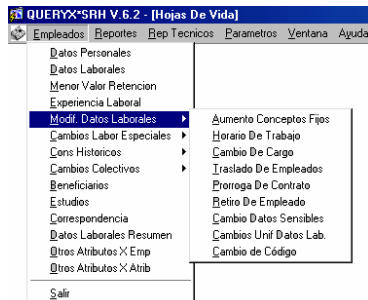 QUERYX*SRH V.6.2 - [Hojas De Vida]
Empleados Reportes Rep Tecnicos Parametros Ventana Ayuda
Datos Personales
Datos Laborales
Menor Valor Retencion
Experiencia Laboral
Modif. Datos Laborales
Cambios Labor Especiales
Cons Historicos
Cambios Colectivos
Beneficiarios
Estudios
Correspondencia
Datos Laborales Resumen
Otros Atributos X Emp
Otros Atributos X Atrib
Salir
Aumento Conceptos Fijos
Horario De Trabajo
Cambio De Cargo
Traslado De Empleados
Prorroga De Contrato
Retiro De Empleado
Cambio Datos Sensibles
Cambios Unif Datos Lab.
Cambio de Código